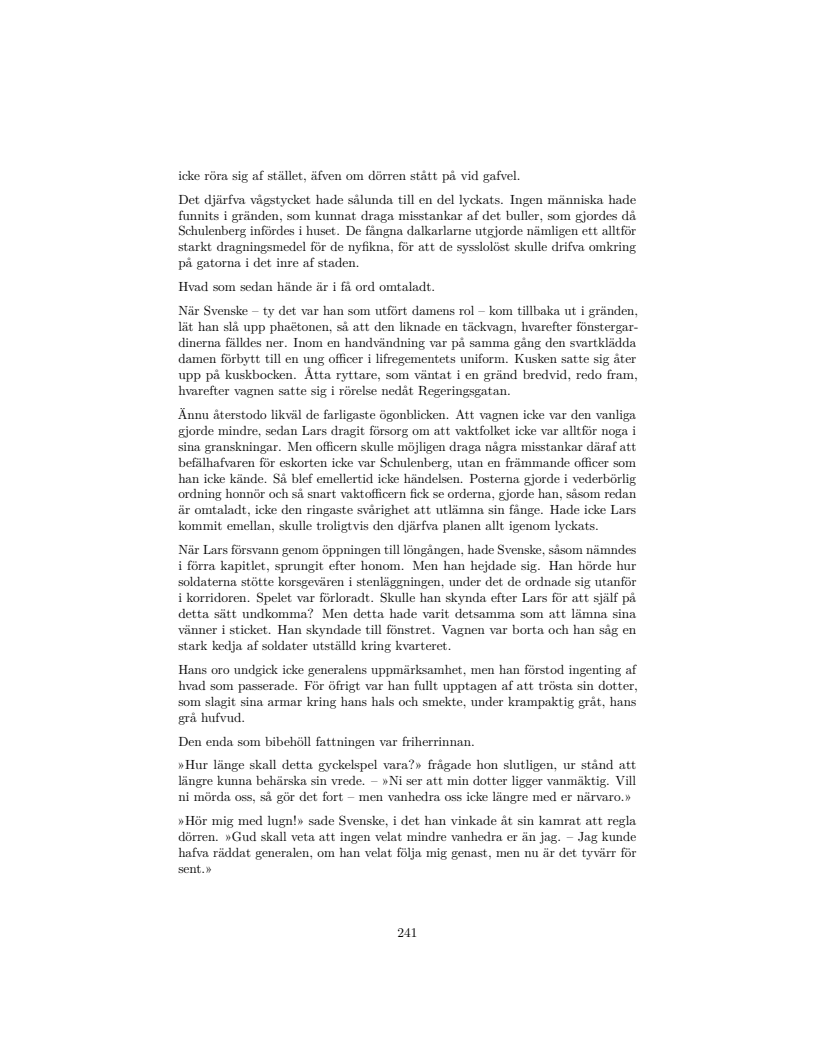 icke röra sig af stället, äfven om dörren stått på vid gafvel.
Det djärfva vågstycket hade sålunda till en del lyckats. Ingen människa hade
funnits i gränden, som kunnat draga misstankar af det buller, som gjordes då
Schulenberg infördes i huset. De fångna dalkarlarne utgjorde nämligen ett alltför
starkt dragningsmedel för de nyfikna, för att de sysslolöst skulle drifva omkring
på gatorna i det inre af staden.
Hvad som sedan hände är i få ord omtaladt.
När Svenske – ty det var han som utfört damens rol – kom tillbaka ut i gränden,
lät han slå upp phaëtonen, så att den liknade en täckvagn, hvarefter fönstergar-
dinerna fälldes ner. Inom en handvändning var på samma gång den svartklädda
damen förbytt till en ung officer i lifregementets uniform. Kusken satte sig åter
upp på kuskbocken. Åtta ryttare, som väntat i en gränd bredvid, redo fram,
hvarefter vagnen satte sig i rörelse nedåt Regeringsgatan.
Ännu återstodo likväl de farligaste ögonblicken. Att vagnen icke var den vanliga
gjorde mindre, sedan Lars dragit försorg om att vaktfolket icke var alltför noga i
sina granskningar. Men officern skulle möjligen draga några misstankar däraf att
befälhafvaren för eskorten icke var Schulenberg, utan en främmande officer som
han icke kände. Så blef emellertid icke händelsen. Posterna gjorde i vederbörlig
ordning honnör och så snart vaktofficern fick se orderna, gjorde han, såsom redan
är omtaladt, icke den ringaste svårighet att utlämna sin fånge. Hade icke Lars
kommit emellan, skulle troligtvis den djärfva planen allt igenom lyckats.
När Lars försvann genom öppningen till löngången, hade Svenske, såsom nämndes
i förra kapitlet, sprungit efter honom. Men han hejdade sig. Han hörde hur
soldaterna stötte korsgevären i stenläggningen, under det de ordnade sig utanför
i korridoren. Spelet var förloradt. Skulle han skynda efter Lars för att själf på
detta sätt undkomma? Men detta hade varit detsamma som att lämna sina
vänner i sticket. Han skyndade till fönstret. Vagnen var borta och han såg en
stark kedja af soldater utställd kring kvarteret.
Hans oro undgick icke generalens uppmärksamhet, men han förstod ingenting af
hvad som passerade. För öfrigt var han fullt upptagen af att trösta sin dotter,
som slagit sina armar kring hans hals och smekte, under krampaktig gråt, hans
grå hufvud.
Den enda som bibehöll fattningen var friherrinnan.
»Hur länge skall detta gyckelspel vara?» frågade hon slutligen, ur stånd att
längre kunna behärska sin vrede. – »Ni ser att min dotter ligger vanmäktig. Vill
ni mörda oss, så gör det fort – men vanhedra oss icke längre med er närvaro.»
»Hör mig med lugn!» sade Svenske, i det han vinkade åt sin kamrat att regla
dörren. »Gud skall veta att ingen velat mindre vanhedra er än jag. – Jag kunde
hafva räddat generalen, om han velat följa mig genast, men nu är det tyvärr för
sent.»
241